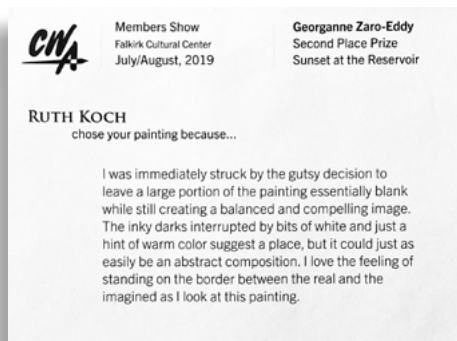 CWA
Members Show
Falkirk Cultural Center
July/August, 2019
Georganne Zaro-Eddy
Second Place Prize
Sunset at the Reservoir
RUTH KOCH
chose your painting because...
I was immediately struck by the gutsy decision to
leave a large portion of the painting essentially blank
while still creating a balanced and compelling image.
The inky darks interrupted by bits of white and just a
hint of warm color suggest a place, but it could just as
easily be an abstract composition. I love the feeling of
standing on the border between the real and the
imagined as I look at this painting.